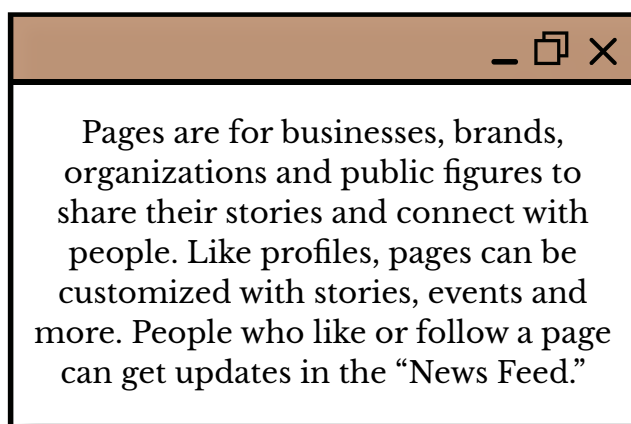 Pages are for businesses, brands,
organizations and public figures to
share their stories and connect with
people. Like profiles, pages can be
customized with stories, events and
more. People who like or follow a page
can get updates in the “News Feed.”